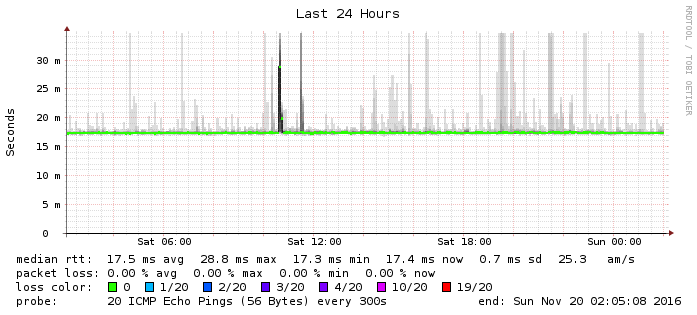 Last 24 Hours
RRDTOOL / TOBI OETIKER
Seconds
30 m
25 m
20 m
15 m
10 m
5 m
0
Sat 06:00 Sat 12:00 Sat 18:00 Sun 00:00
median rtt: 17.5 ms avg 28.8 ms max 17.3 ms min 17.4 ms now 0.7 ms sd 25.3 am/s
packet loss: 0.00 % avg 0.00 % max 0.00 % min 0.00 % now
loss color: 0 1/20 2/20 3/20 4/20 10/20 19/20
probe: 20 ICMP Echo Pings (56 Bytes) every 300s end: Sun Nov 20 02:05:08 2016